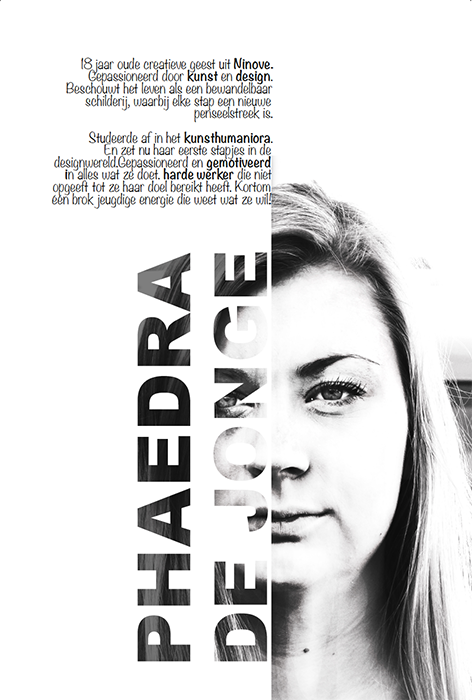 18 jaar oude creatieve geest uit Ninove.
Gepassioneerd door kunst en design.
Beschouwt het leven als een bewandelbaar
schilderij, waarbij elke stap een nieuwe
penseelstreek is.
Studeerde af in het kunsthumaniora.
En zet nu haar eerste stapjes in de
designwereld.Gepassioneerd en gemotiveerd
in alles wat ze doet. harde werker die niet
opgeeft tot ze haar doel bereikt heeft. Kortom
één brok jeugdige energie die weet wat ze wil!
PHAEDRA
DE JONGE